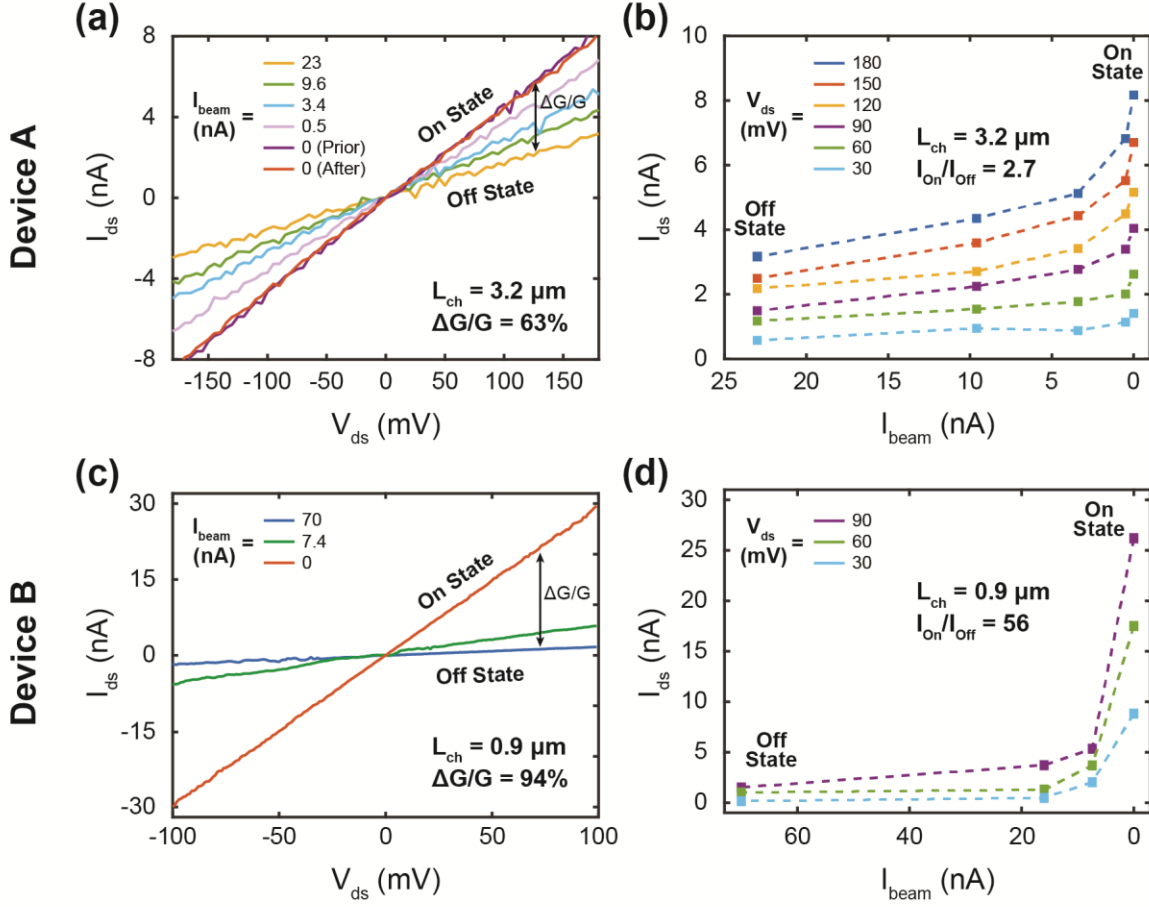 Device A
(a)
I_ds (nA)
8
4
0
-4
-8
I_beam (nA) =
23
9.6
3.4
0.5
0 (Prior)
0 (After)
On State
ΔG/G
Off State
L_ch = 3.2 µm
ΔG/G = 63%
-150 -100 -50 0 50 100 150
V_ds (mV)
(b)
I_ds (nA)
10
8
6
4
2
0
V_ds (mV) =
180
150
120
90
60
30
On
State
L_ch = 3.2 µm
I_On/I_Off = 2.7
Off
State
25 20 15 10 5 0
I_beam (nA)
Device B
(c)
I_ds (nA)
30
15
0
-15
-30
I_beam (nA) =
70
7.4
0
On State
ΔG/G
Off State
L_ch = 0.9 µm
ΔG/G = 94%
-100 -50 0 50 100
V_ds (mV)
(d)
I_ds (nA)
30
25
20
15
10
5
0
V_ds (mV) =
90
60
30
On
State
L_ch = 0.9 µm
I_On/I_Off = 56
Off
State
60 40 20 0
I_beam (nA)